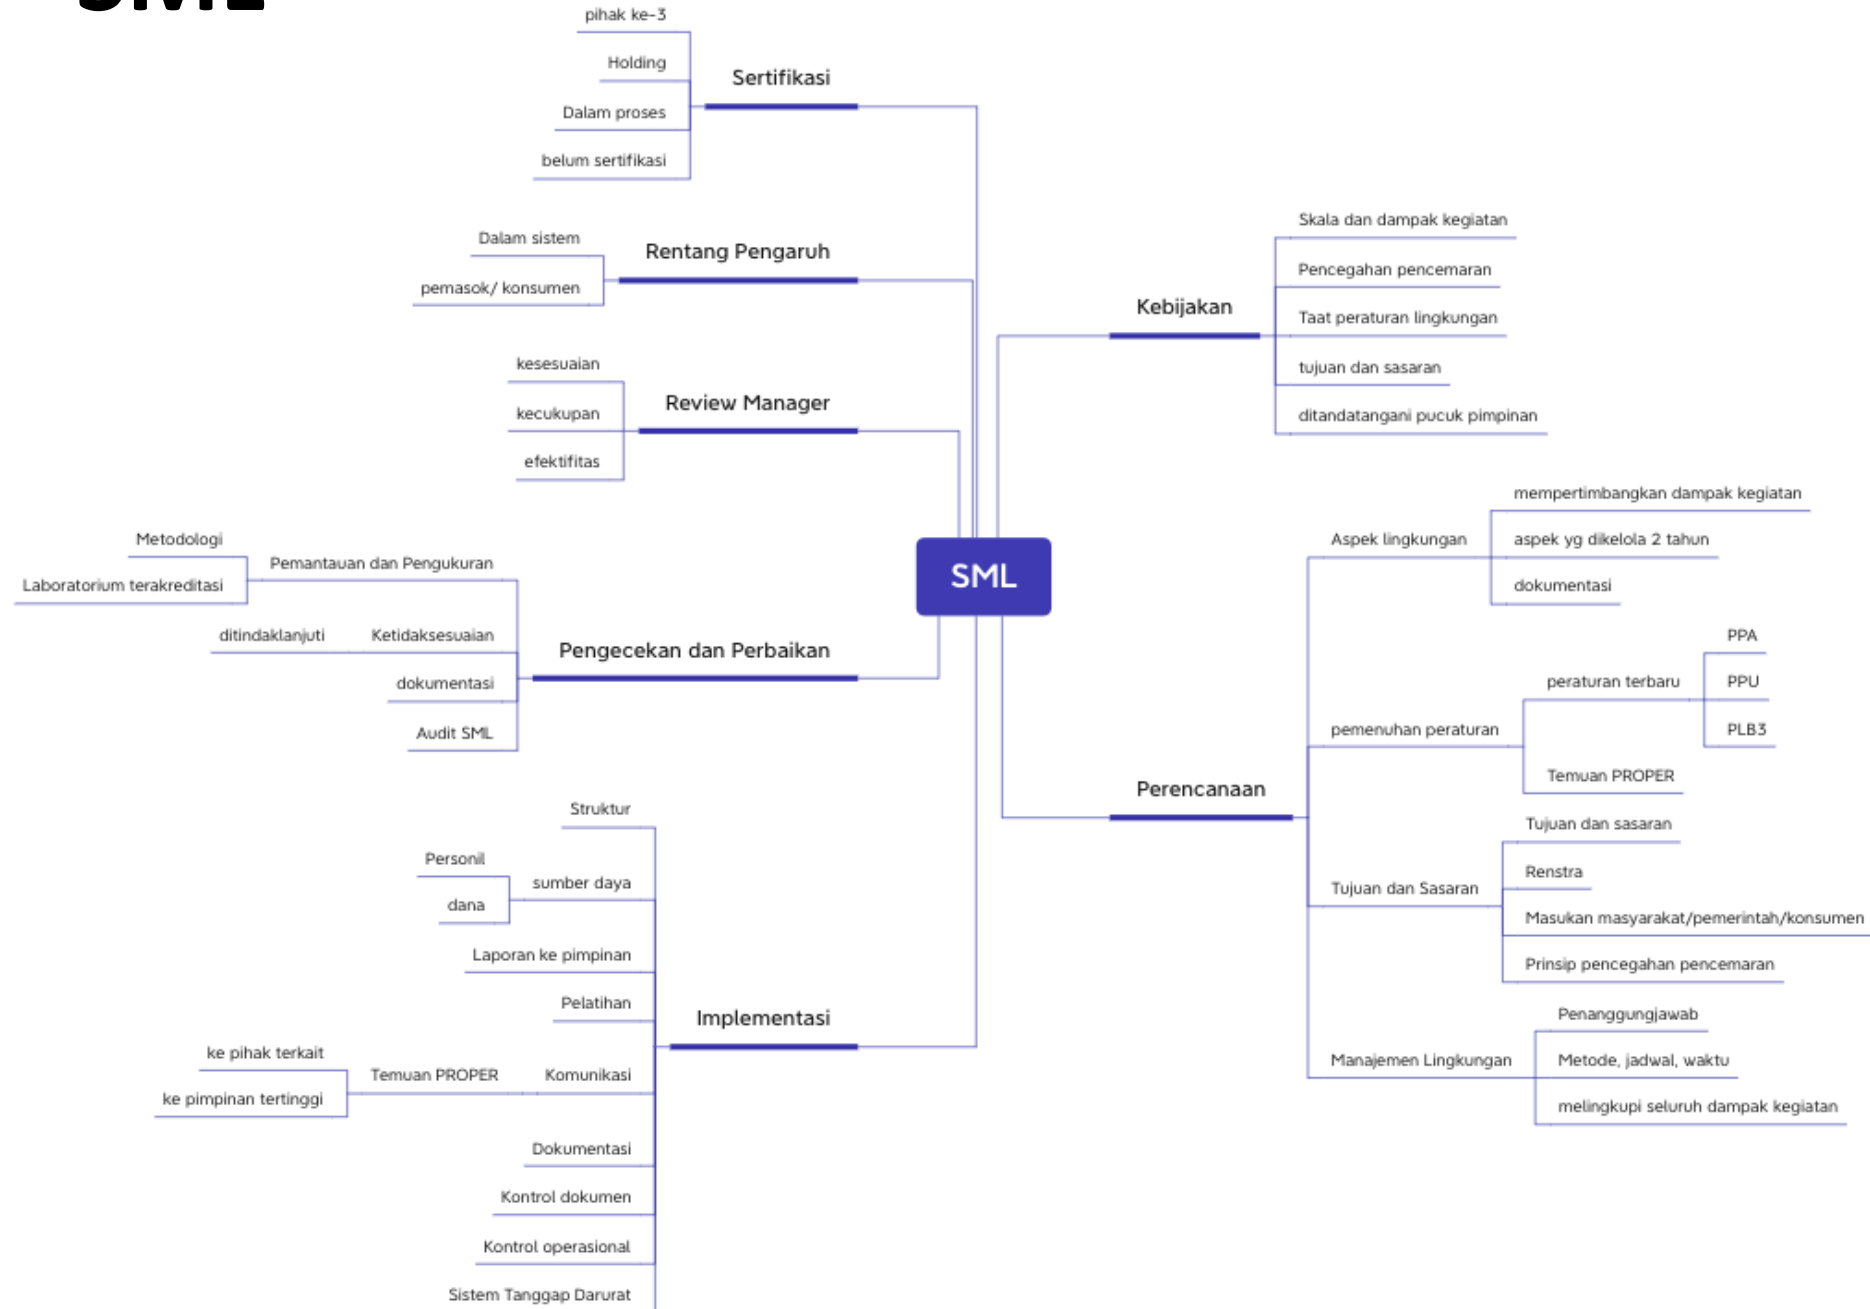 SML
pihak ke-3
Holding
Dalam proses
belum sertifikasi
Sertifikasi
Dalam sistem
pemasok/ konsumen
Rentang Pengaruh
kesesuaian
kecukupan
efektifitas
Review Manager
Metodologi
Laboratorium terakreditasi
Pemantauan dan Pengukuran
ditindaklanjuti
Ketidaksesuaian
dokumentasi
Audit SML
Pengecekan dan Perbaikan
Struktur
Personil
dana
sumber daya
Laporan ke pimpinan
Pelatihan
ke pihak terkait
ke pimpinan tertinggi
Temuan PROPER
Komunikasi
Dokumentasi
Kontrol dokumen
Kontrol operasional
Sistem Tanggap Darurat
Implementasi
SML
Kebijakan
Skala dan dampak kegiatan
Pencegahan pencemaran
Taat peraturan lingkungan
tujuan dan sasaran
ditandatangani pucuk pimpinan
Perencanaan
Aspek lingkungan
mempertimbangkan dampak kegiatan
aspek yg dikelola 2 tahun
dokumentasi
pemenuhan peraturan
peraturan terbaru
PPA
PPU
PLB3
Temuan PROPER
Tujuan dan Sasaran
Tujuan dan sasaran
Renstra
Masukan masyarakat/pemerintah/konsumen
Prinsip pencegahan pencemaran
Manajemen Lingkungan
Penanggungjawab
Metode, jadwal, waktu
melingkupi seluruh dampak kegiatan